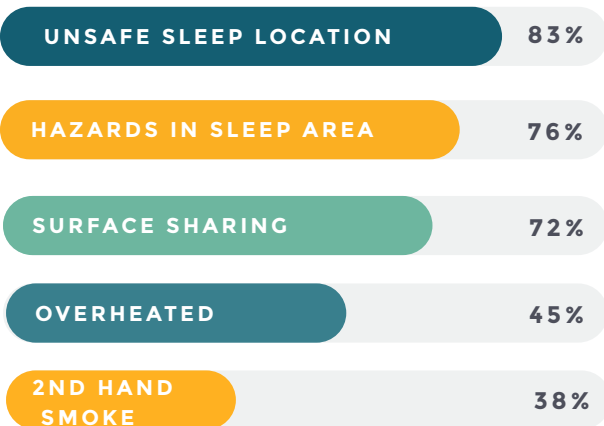 UNSAFE SLEEP LOCATION 83%
HAZARDS IN SLEEP AREA 76%
SURFACE SHARING 72%
OVERHEATED 45%
2ND HAND
SMOKE 38%